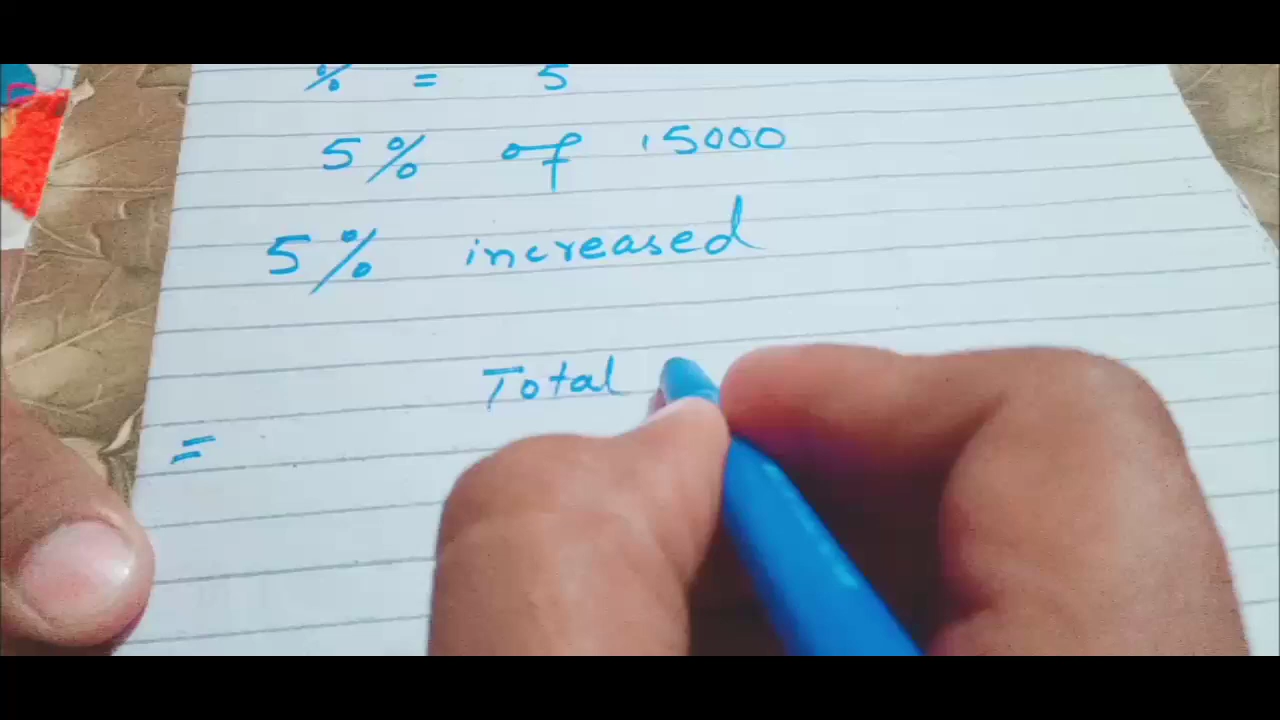 % = 5
5% of 15000
5% increased
Total
=